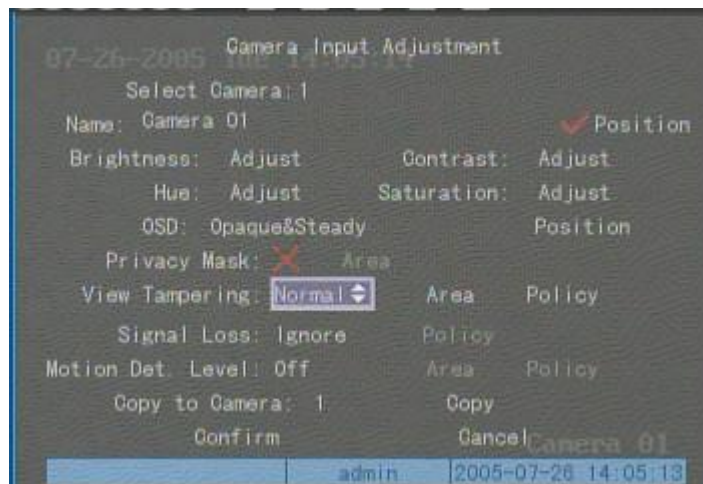 Camera Input Adjustment
07-26-2005 Tue 14:05:14
Select Camera: 1
Name: Camera 01 Position
Brightness: Adjust Contrast: Adjust
Hue: Adjust Saturation: Adjust
OSD: Opaque&Steady Position
Privacy Mask: Area
View Tampering: Normal Area Policy
Signal Loss: Ignore Policy
Motion Det. Level: Off Area Policy
Copy to Camera: 1 Copy
Confirm Cancel
Camera 01
admin 2005-07-26 14:05:13